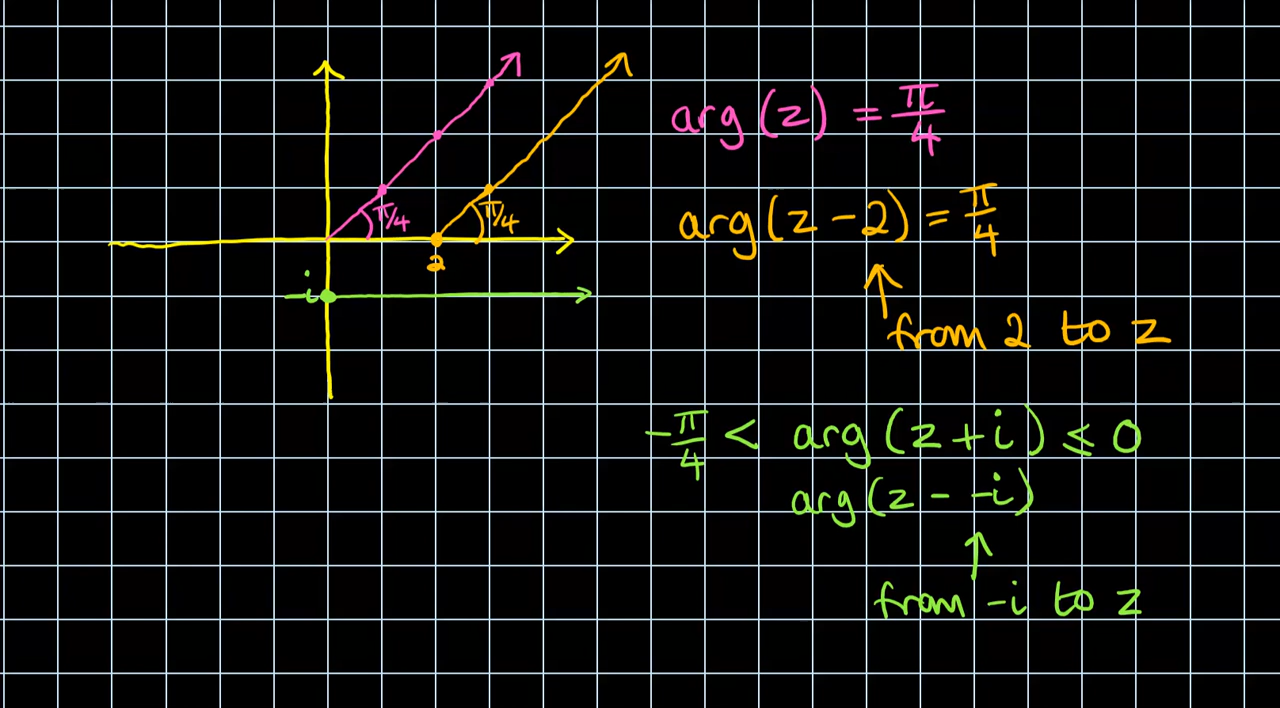 arg(z) = π/4
π/4
π/4
arg(z - 2) = π/4
2
-i
from 2 to z
-π/4 < arg(z + i) ≤ 0
arg(z - -i)
from -i to z